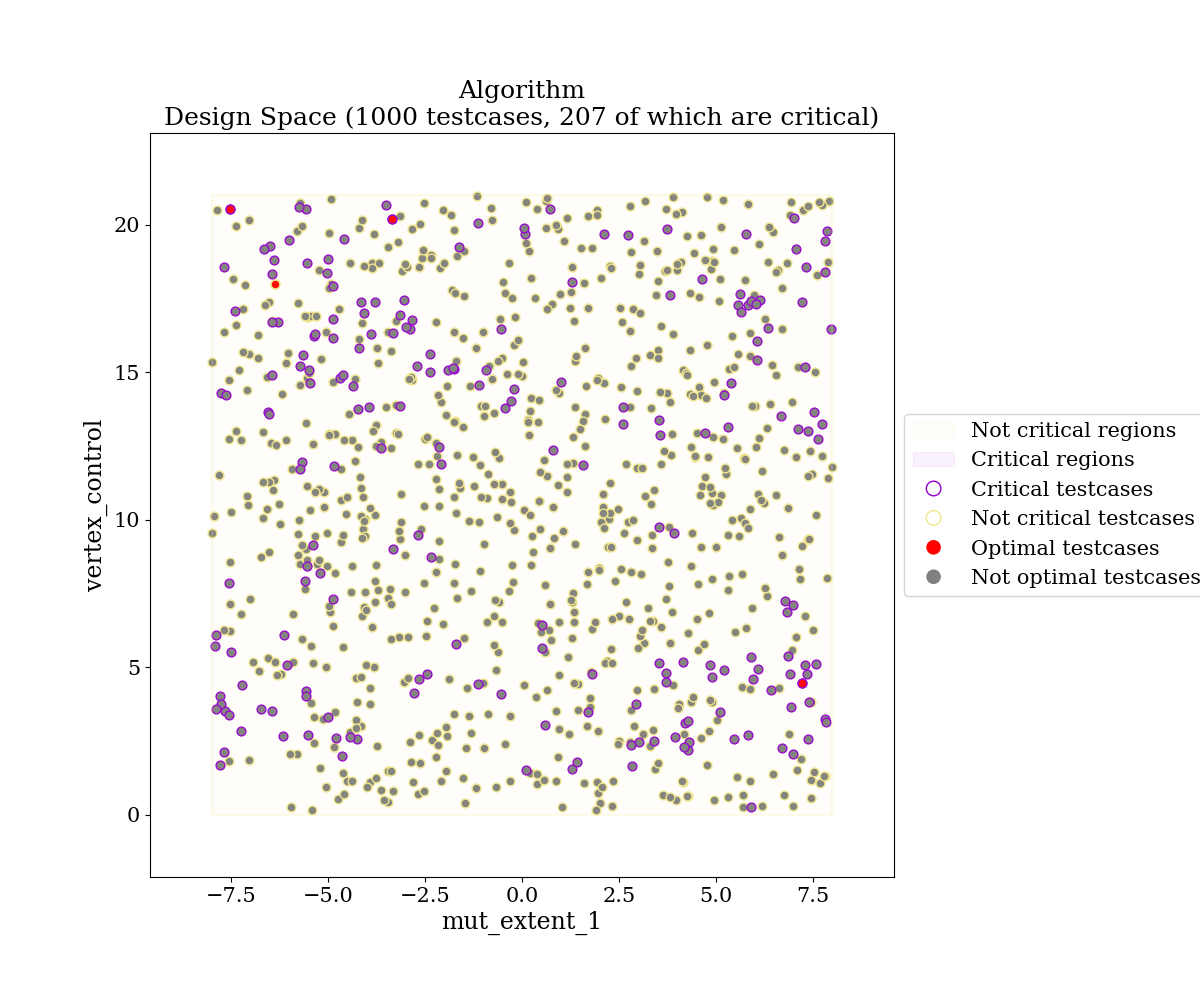 Algorithm
Design Space (1000 testcases, 207 of which are critical)
vertex_control
20
15
10
5
0
−7.5
−5.0
−2.5
0.0
2.5
5.0
7.5
mut_extent_1
Not critical regions
Critical regions
Critical testcases
Not critical testcases
Optimal testcases
Not optimal testcases